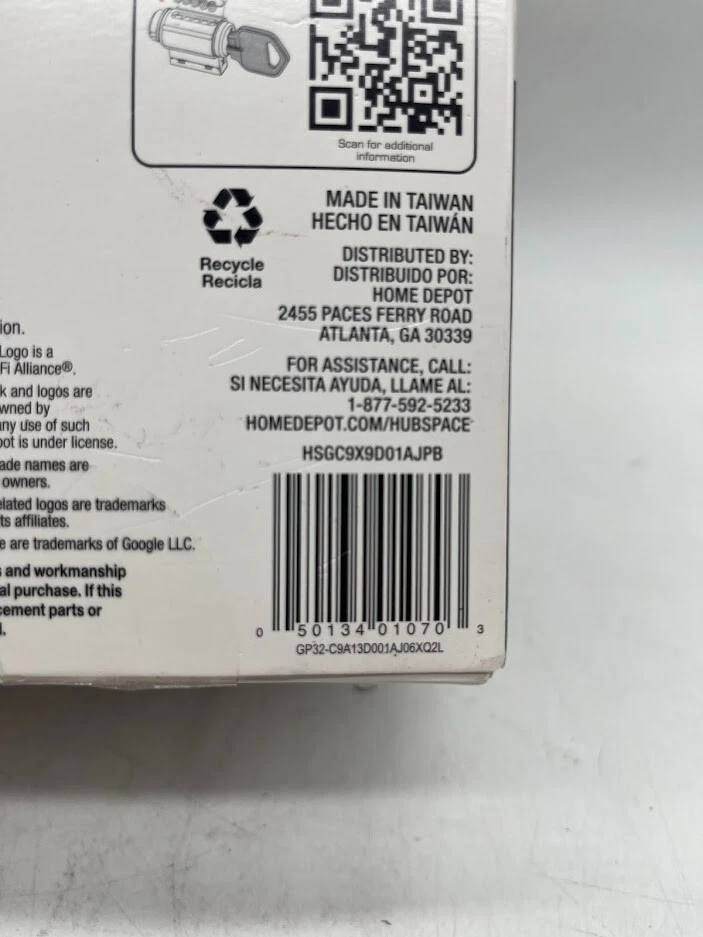 Scan for additional
information
MADE IN TAIWAN
HECHO EN TAIWÁN
Recycle
Recicla
DISTRIBUTED BY:
DISTRIBUIDO POR:
HOME DEPOT
2455 PACES FERRY ROAD
ATLANTA, GA 30339
FOR ASSISTANCE, CALL:
SI NECESITA AYUDA, LLAME AL:
1-877-592-5233
HOMEDEPOT.COM/HUBSPACE
HSGC9X9D01AJPB
0 50134 01070 3
GP32-C9A13D001AJ06XQ2L
ion.
Logo is a
Fi Alliance®.
k and logos are
wned by
any use of such
ot is under license.
ade names are
owners.
elated logos are trademarks
ts affiliates.
e are trademarks of Google LLC.
s and workmanship
al purchase. If this
cement parts or